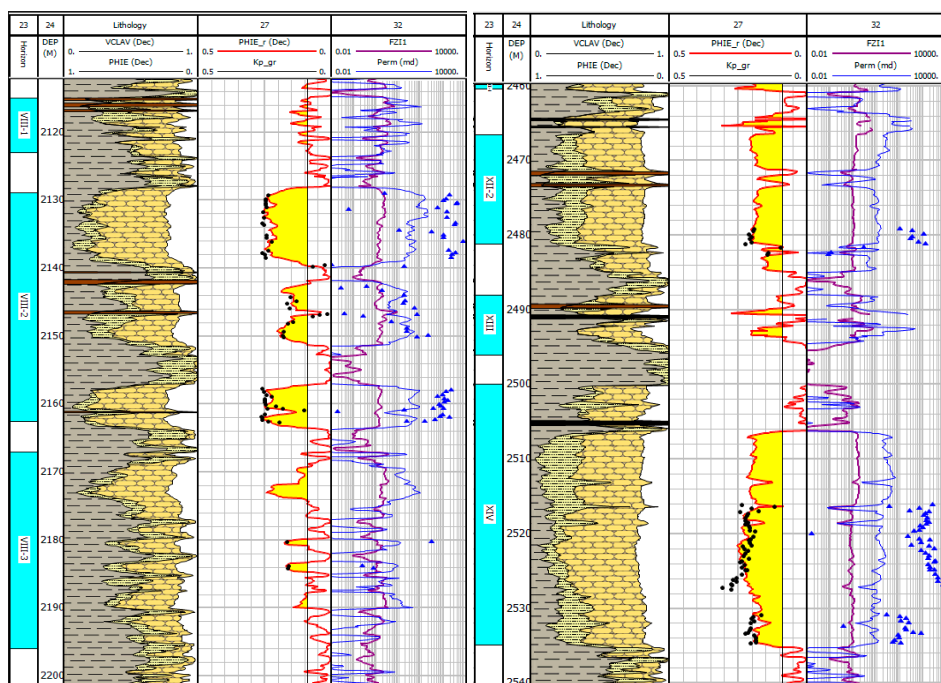 23 24 Lithology 27 32
Horizon DEP (M) 0. VCLAV (Dec) 1. 0.5 PHIE_r (Dec) 0. 0.01 FZI1 10000.
1. PHIE (Dec) 0. 0.5 Kp_gr 0. 0.01 Perm (md) 10000.
VIII-1
2120
2130
2140
VIII-2
2150
2160
2170
VIII-3
2180
2190
2200
23 24 Lithology 27 32
Horizon DEP (M) 0. VCLAV (Dec) 1. 0.5 PHIE_r (Dec) 0. 0.01 FZI1 10000.
1. PHIE (Dec) 0. 0.5 Kp_gr 0. 0.01 Perm (md) 10000.
2460
2470
XII-2
2480
2490
XIII
2500
2510
XIV
2520
2530
2540